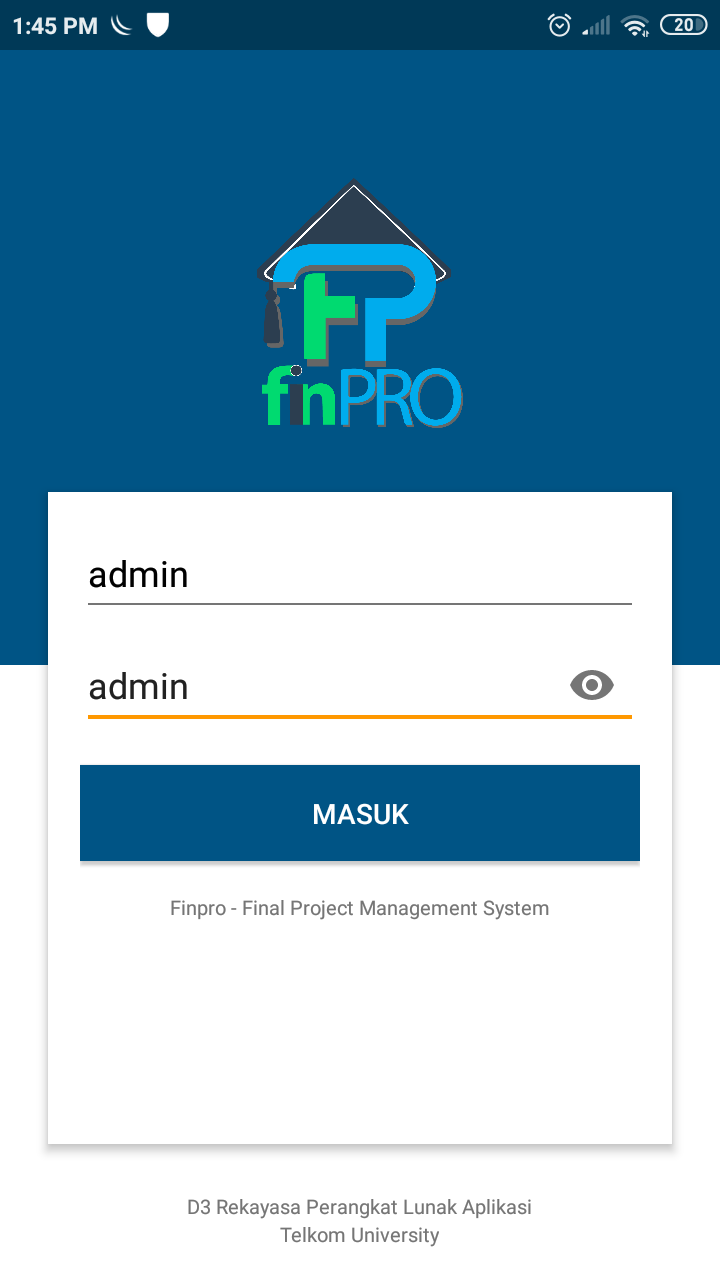 1:45 PM
20
finPRO
admin
admin
MASUK
Finpro - Final Project Management System
D3 Rekayasa Perangkat Lunak Aplikasi
Telkom University